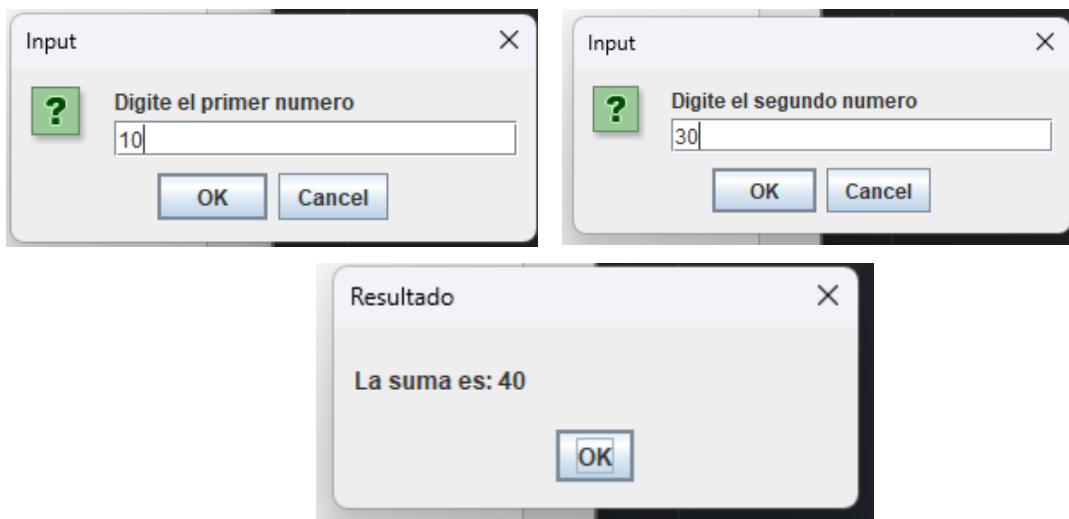 Input
?
Digite el primer numero
10
OK
Cancel
Input
?
Digite el segundo numero
30
OK
Cancel
Resultado
La suma es: 40
OK